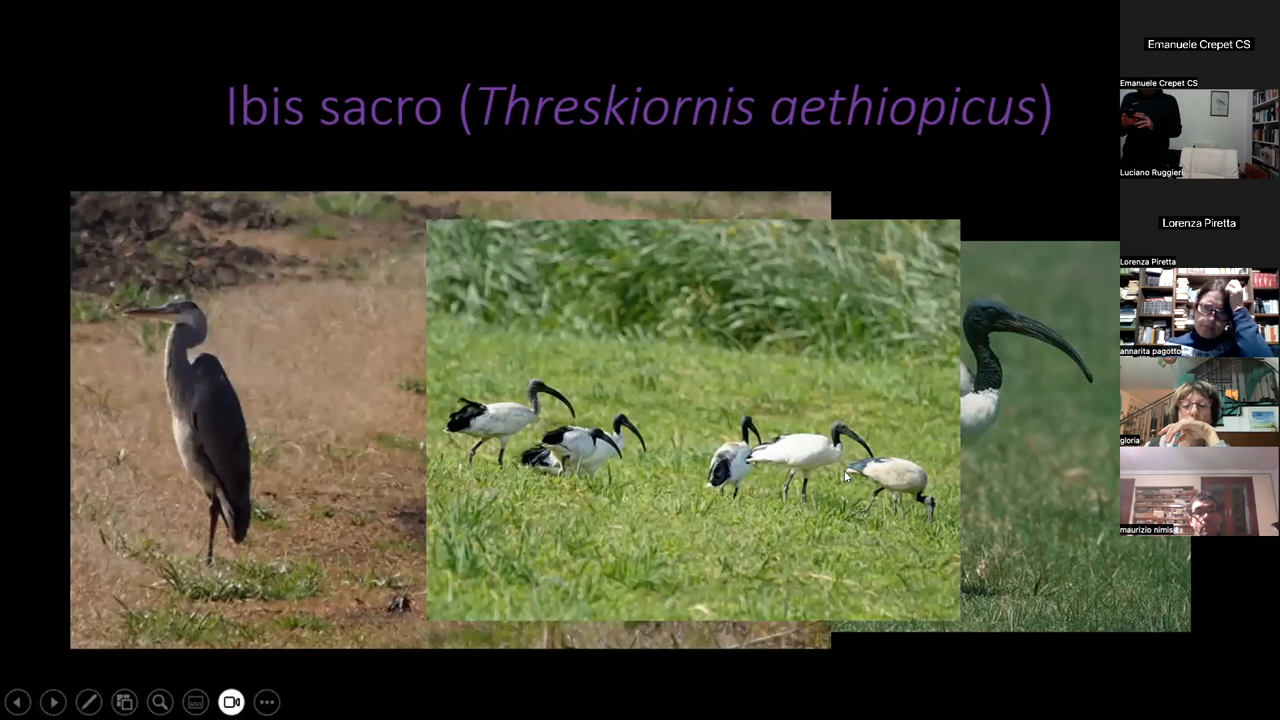 Ibis sacro (Threskiornis aethiopicus)
Emanuele Crepet CS
Emanuele Crepet CS
Luciano Ruggieri
Lorenza Piretta
Lorenza Piretta
annarita pagotto
gloria
maurizio nimis